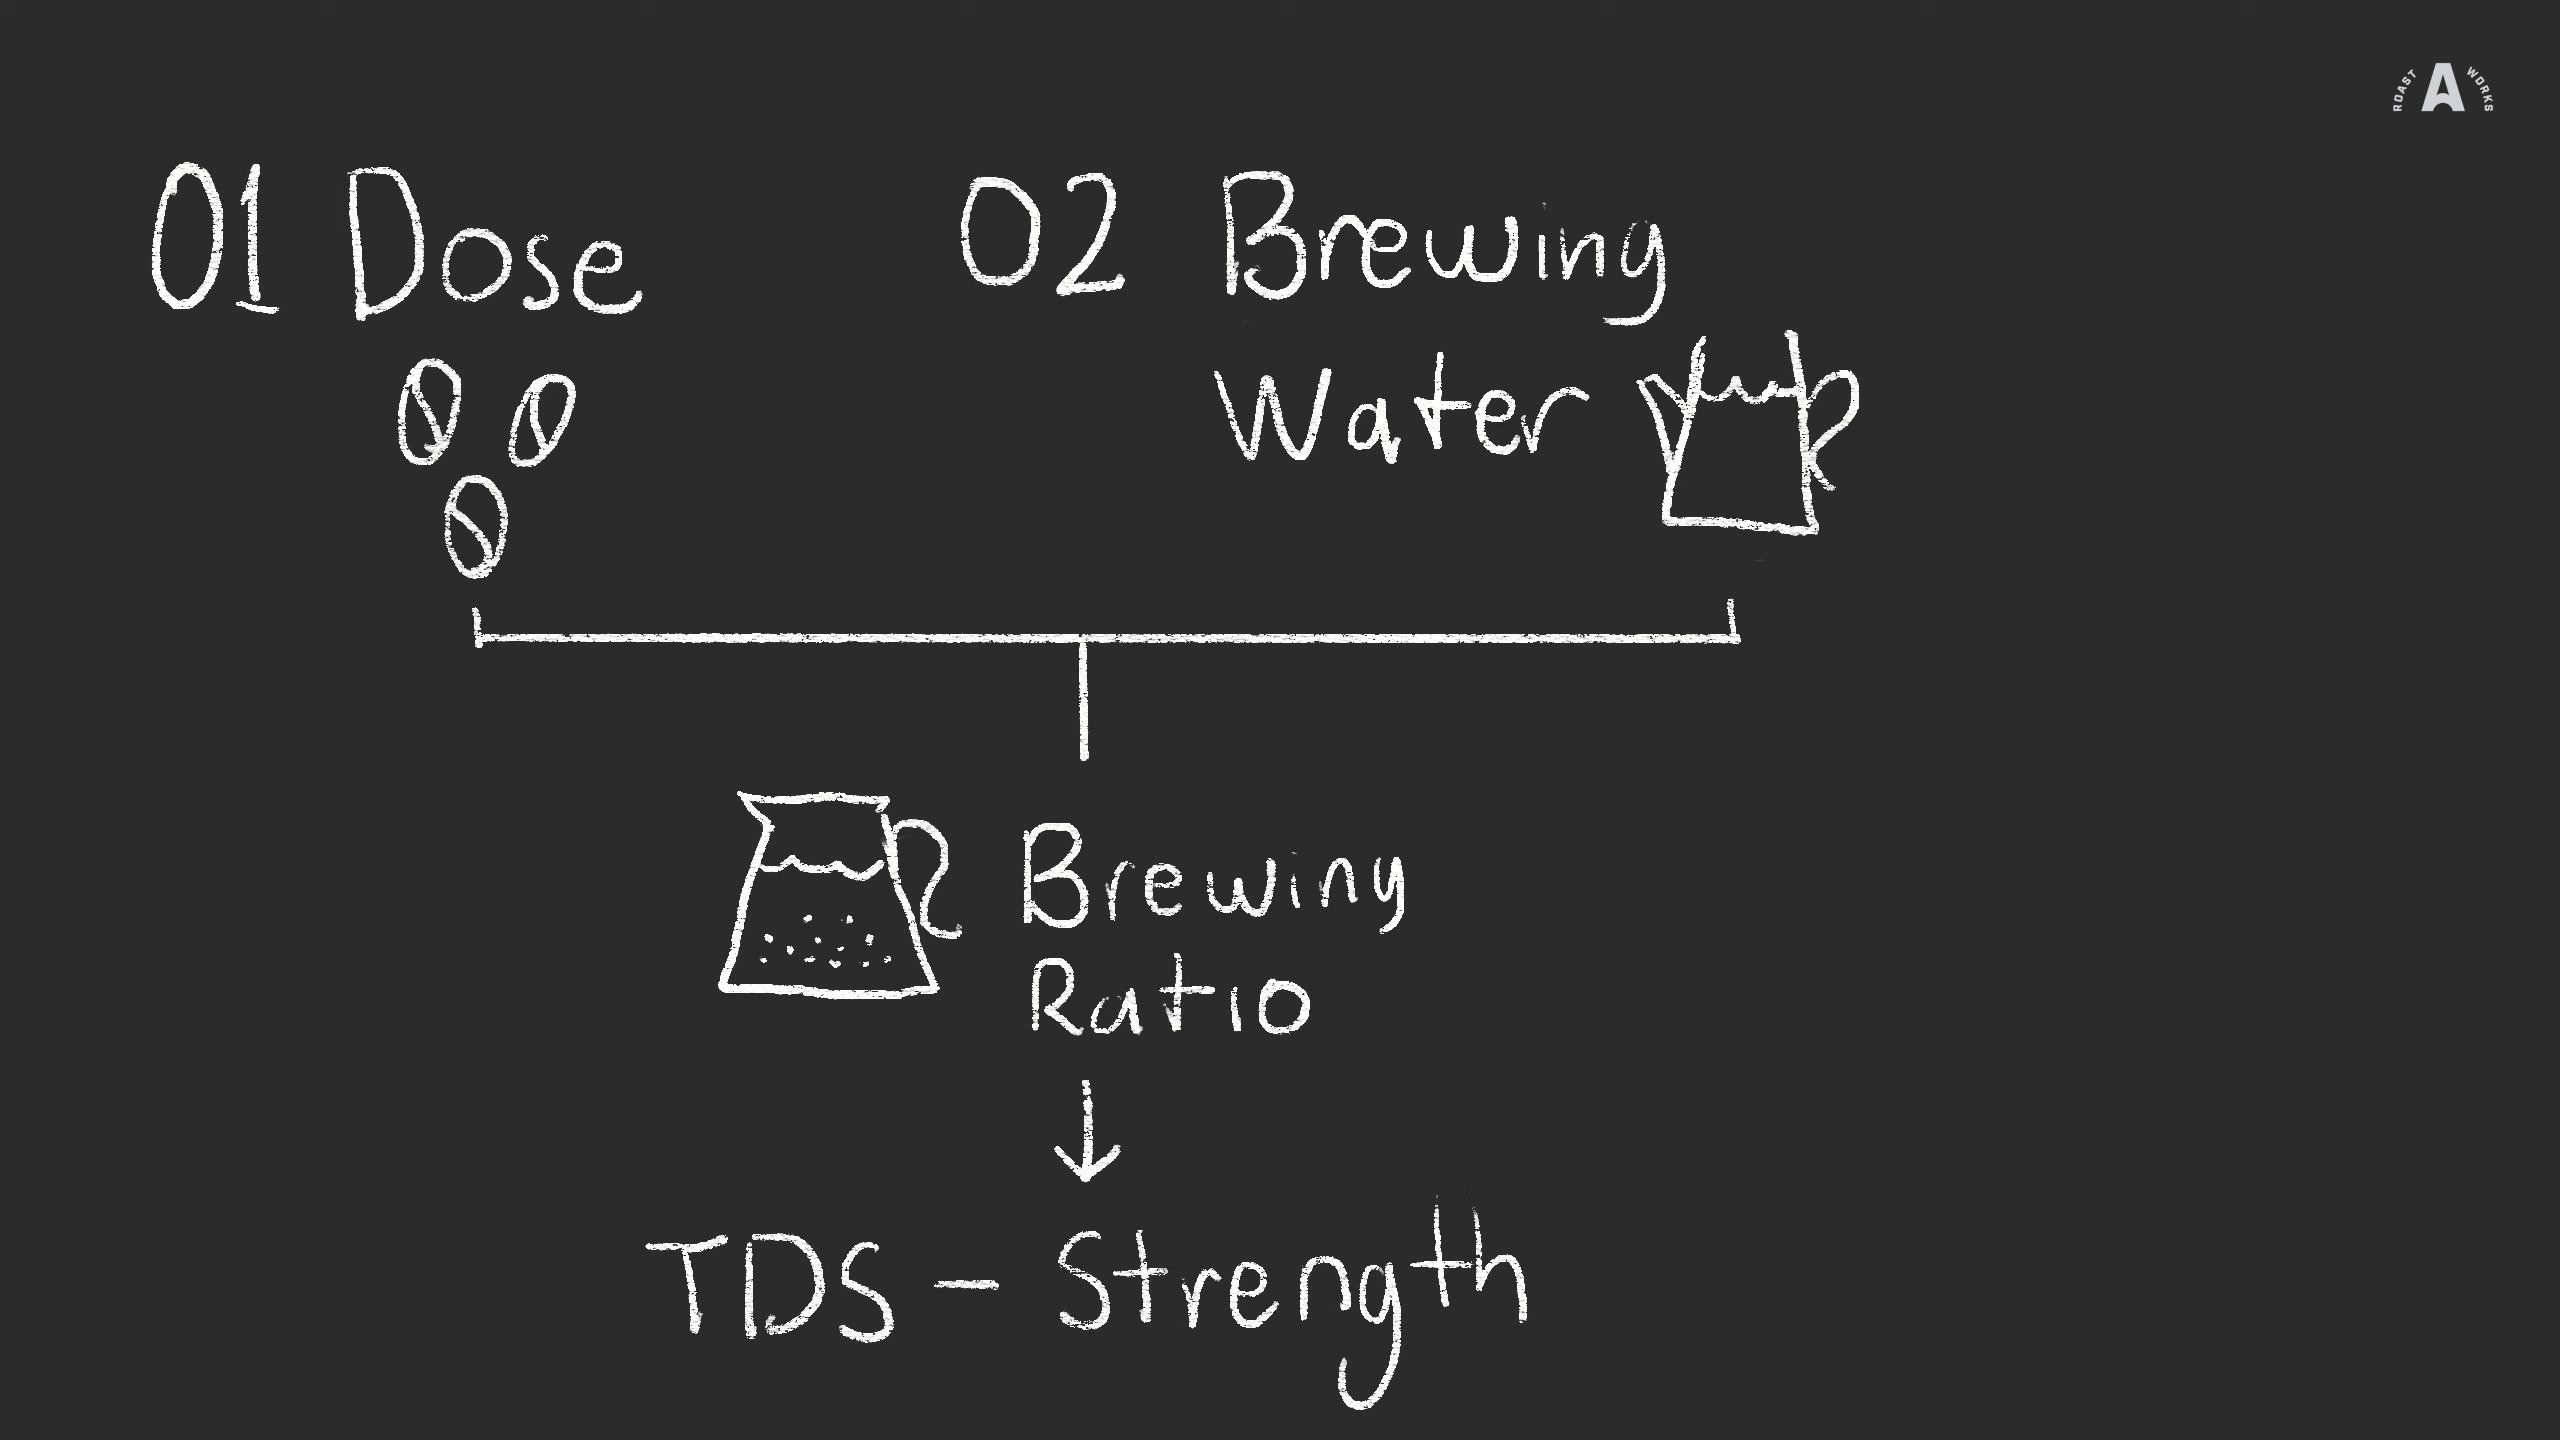 ROAST A WORKS
01 Dose
02 Brewing
Water
Brewing
Ratio
TDS – Strength